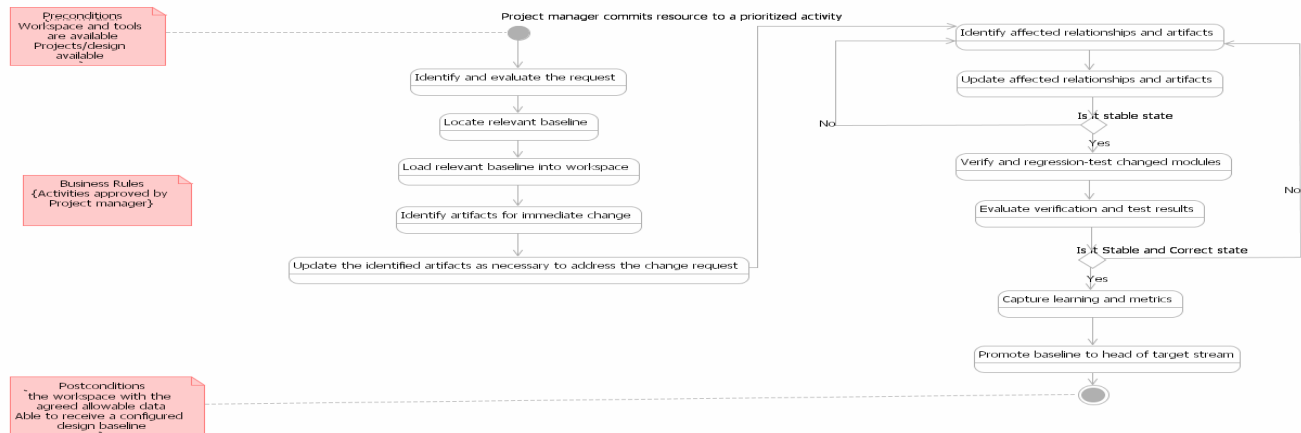 Preconditions
Workspace and tools
are available
Projects/design
available
Project manager commits resource to a prioritized activity
Identify and evaluate the request
Locate relevant baseline
Load relevant baseline into workspace
Identify artifacts for immediate change
Update the identified artifacts as necessary to address the change request
Business Rules
{Activities approved by
Project manager}
Identify affected relationships and artifacts
Update affected relationships and artifacts
Is it stable state
No
Yes
Verify and regression-test changed modules
Evaluate verification and test results
No
Is it Stable and Correct state
Yes
Capture learning and metrics
Promote baseline to head of target stream
Postconditions
`the workspace with the
agreed allowable data
Able to receive a configured
design baseline